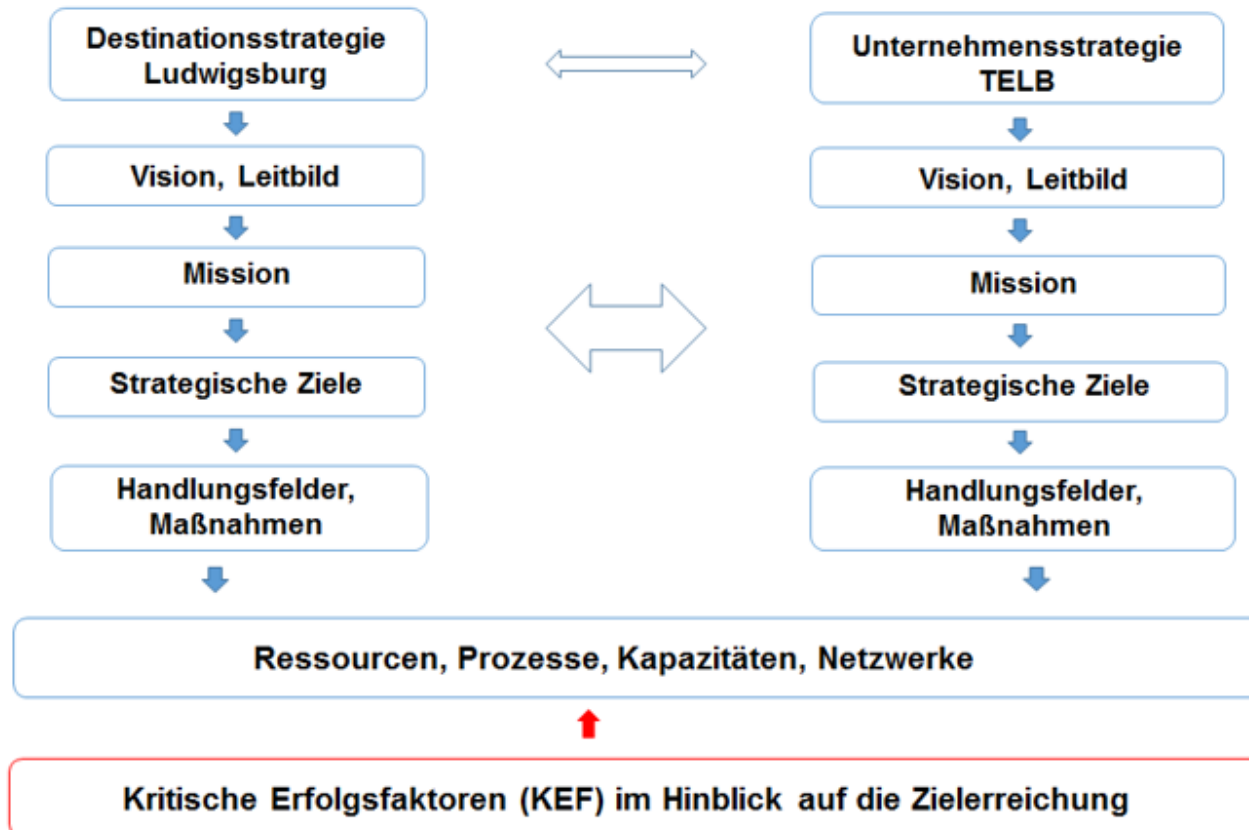 Destinationsstrategie
Ludwigsburg
Vision, Leitbild
Mission
Strategische Ziele
Handlungsfelder,
Maßnahmen
Unternehmensstrategie
TELB
Vision, Leitbild
Mission
Strategische Ziele
Handlungsfelder,
Maßnahmen
Ressourcen, Prozesse, Kapazitäten, Netzwerke
Kritische Erfolgsfaktoren (KEF) im Hinblick auf die Zielerreichung